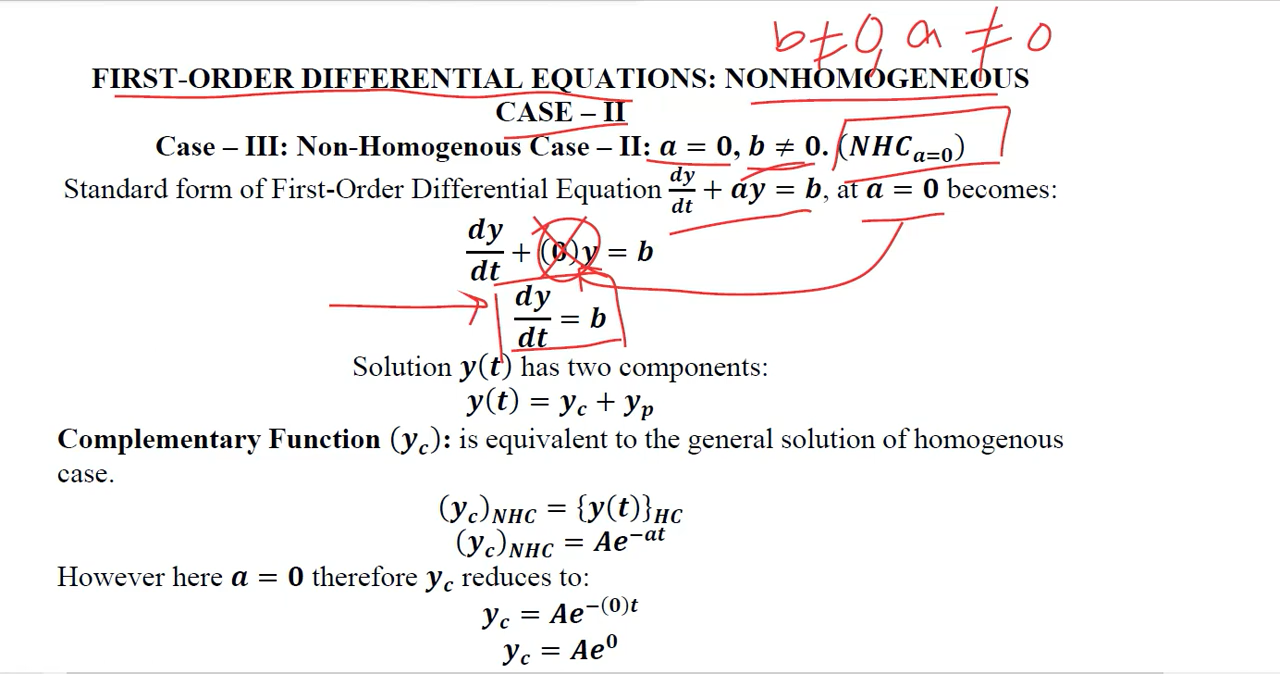 b ≠ 0, a ≠ 0
FIRST-ORDER DIFFERENTIAL EQUATIONS: NONHOMOGENEOUS
CASE – II
Case – III: Non-Homogenous Case – II: a = 0, b ≠ 0. (NHC_{a=0})
Standard form of First-Order Differential Equation dy/dt + ay = b, at a = 0 becomes:
dy/dt + (0)y = b
dy/dt = b
Solution y(t) has two components:
y(t) = y_c + y_p
Complementary Function (y_c): is equivalent to the general solution of homogenous
case.
(y_c)_{NHC} = {y(t)}_{HC}
(y_c)_{NHC} = Ae^{-at}
However here a = 0 therefore y_c reduces to:
y_c = Ae^{-(0)t}
y_c = Ae^0